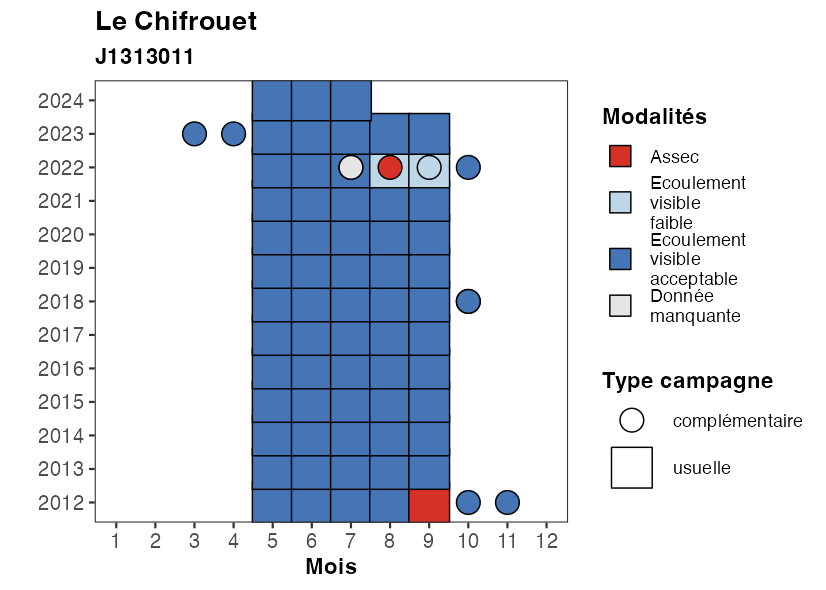 Le Chifrouet
J1313011
2024
2023
2022
2021
2020
2019
2018
2017
2016
2015
2014
2013
2012
1 2 3 4 5 6 7 8 9 10 11 12
Mois
Modalités
Assec
Ecoulement
visible
faible
Ecoulement
visible
acceptable
Donnée
manquante
Type campagne
complémentaire
usuelle